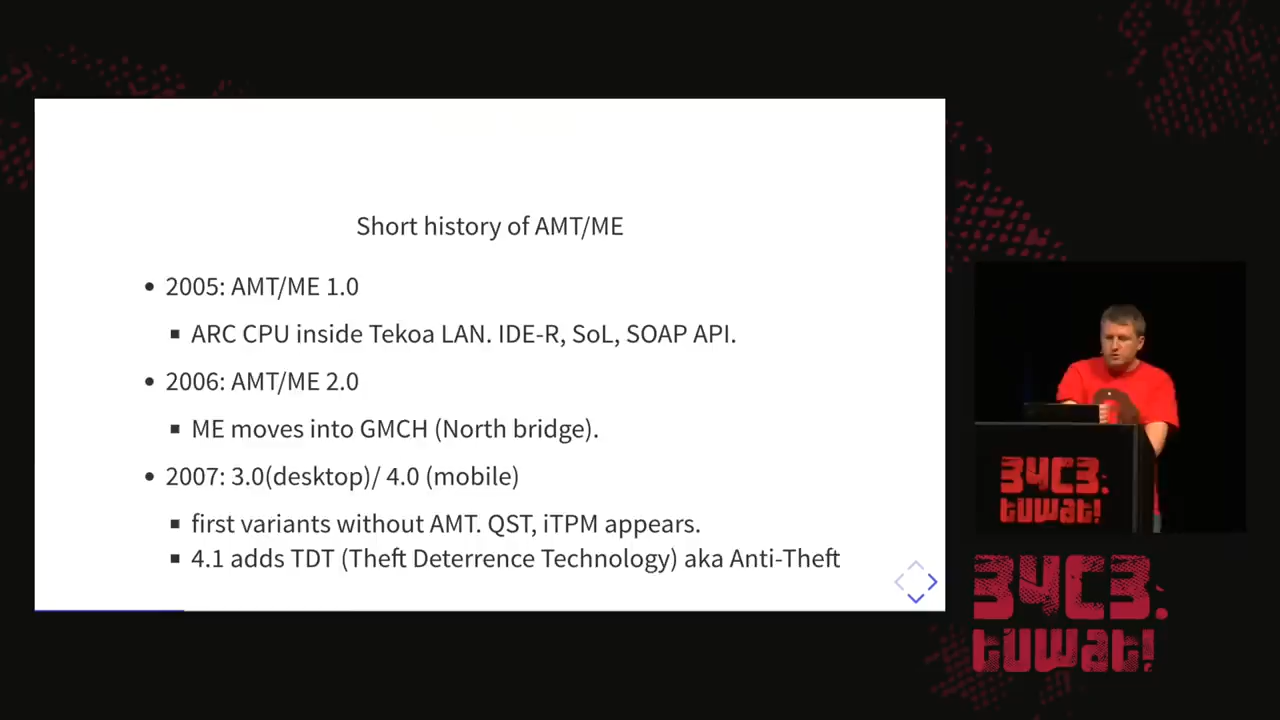 Short history of AMT/ME
• 2005: AMT/ME 1.0
▪ ARC CPU inside Tekoa LAN. IDE-R, SoL, SOAP API.
• 2006: AMT/ME 2.0
▪ ME moves into GMCH (North bridge).
• 2007: 3.0(desktop)/ 4.0 (mobile)
▪ first variants without AMT. QST, iTPM appears.
▪ 4.1 adds TDT (Theft Deterrence Technology) aka Anti-Theft
34C3.
tuwat!
34C3.
tuwat!